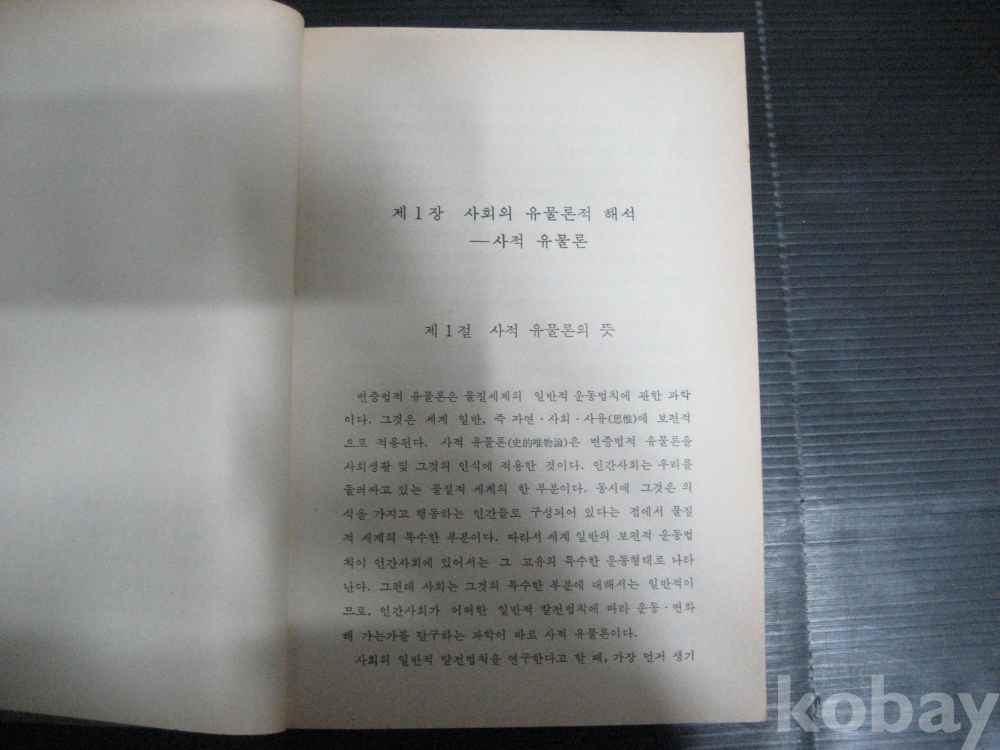 제 1 장 사회의 유물론적 해석
──사적 유물론
제 1 절 사적 유물론의 뜻
변증법적 유물론은 물질세계의 일반적 운동법칙에 관한 과학
이다. 그것은 세계 일반, 즉 자연·사회·사유(思惟)에 보편적
으로 적용된다. 사적 유물론(史的唯物論)은 변증법적 유물론을
사회생활 및 그것의 인식에 적용한 것이다. 인간사회는 우리를
둘러싸고 있는 물질적 세계의 한 부분이다. 동시에 그것은 의
식을 가지고 행동하는 인간들로 구성되어 있다는 점에서 물질
적 세계의 특수한 부분이다. 따라서 세계 일반의 보편적 운동법
칙이 인간사회에 있어서는 그 고유의 특수한 운동형태로 나타
난다. 그런데 사회는 그것의 특수한 부분에 대해서는 일반적이
므로, 인간사회가 어떠한 일반적 발전법칙에 따라 운동·변화
해 가는가를 탐구하는 과학이 바로 사적 유물론이다.
사회의 일반적 발전법칙을 연구한다고 할 때, 가장 먼저 생기
kobay